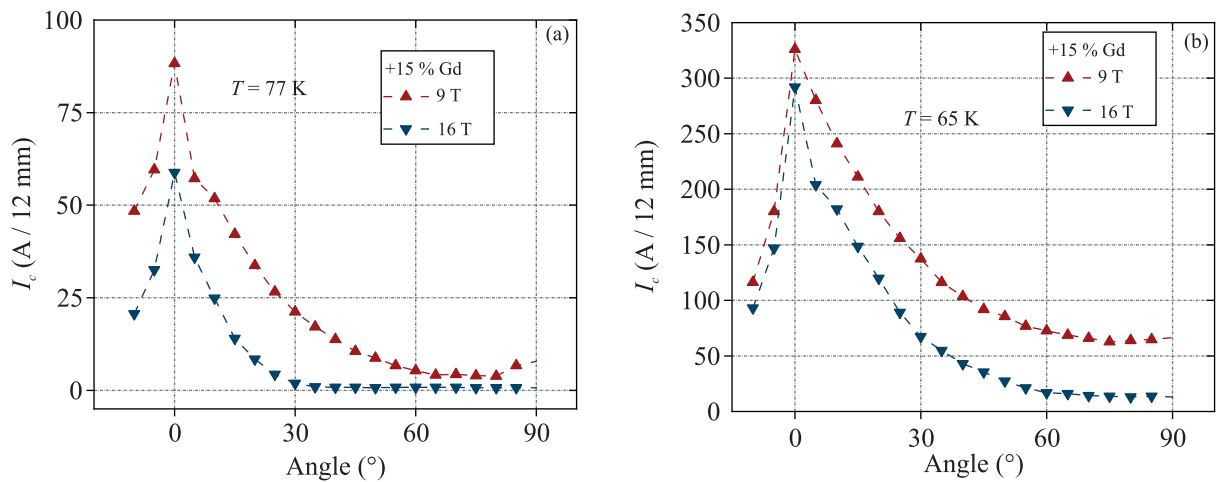 100
75
50
25
0
I_c (A / 12 mm)
(a)
T = 77 K
+15 % Gd
9 T
16 T
0 30 60 90
Angle (°)
350
300
250
200
150
100
50
0
I_c (A / 12 mm)
(b)
T = 65 K
+15 % Gd
9 T
16 T
0 30 60 90
Angle (°)